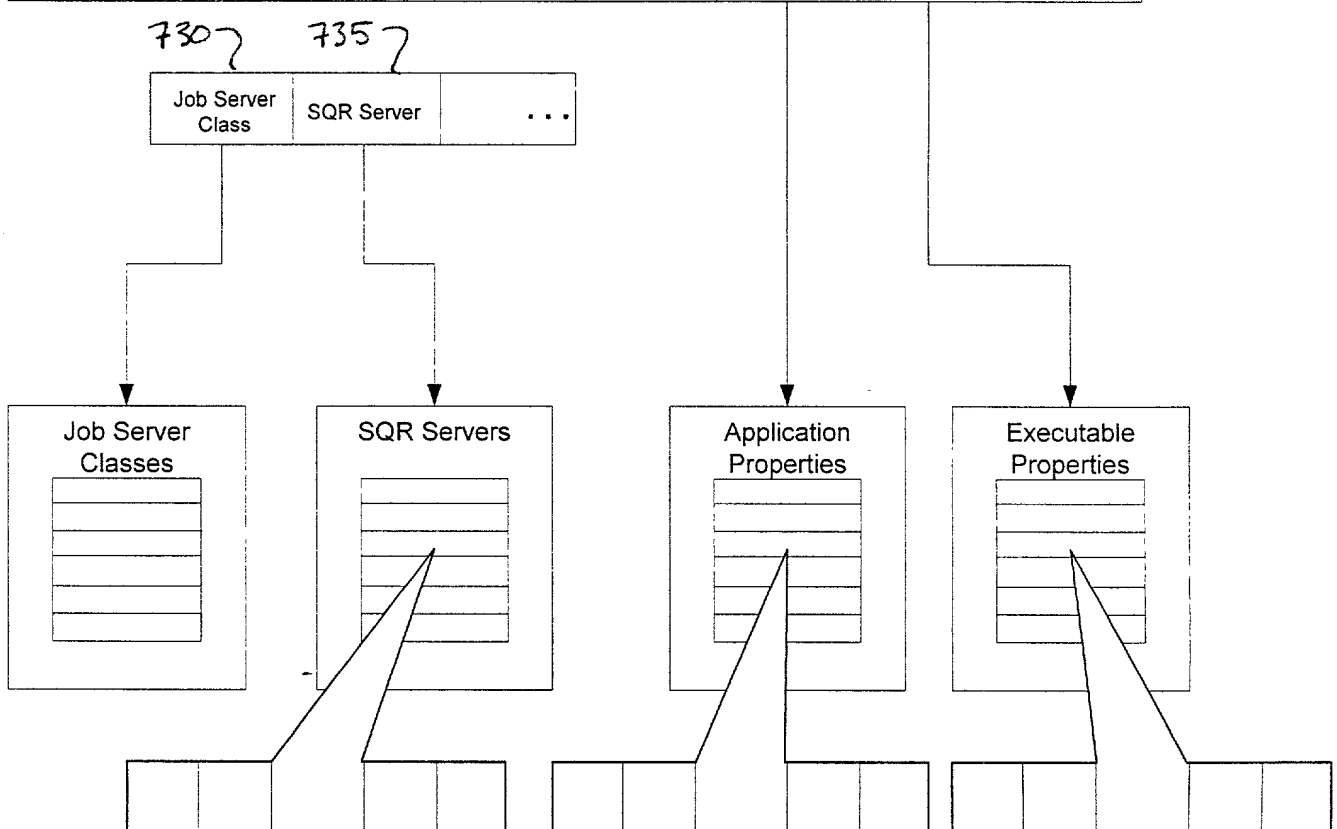 730 735
Job Server
Class
SQR Server
...
Job Server
Classes
SQR Servers
Application
Properties
Executable
Properties